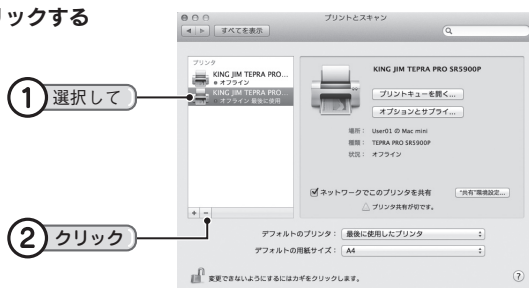 リックする
プリントとスキャン
すべてを表示
プリンタ
KING JIM TEPRA PRO...
オフライン
KING JIM TEPRA PRO...
オフライン 最後に使用
① 選択して
KING JIM TEPRA PRO SR5900P
プリントキューを開く...
オプションとサプライ...
場所： User01 の Mac mini
種類： TEPRA PRO SR5900P
状況： オフライン
ネットワークでこのプリンタを共有
"共有"環境設定...
プリンタ共有が切です。
+ −
② クリック
デフォルトのプリンタ： 最後に使用したプリンタ
デフォルトの用紙サイズ： A4
変更できないようにするにはカギをクリックします。
?